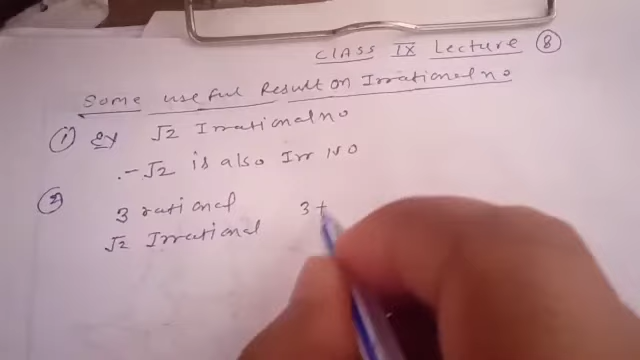 CLASS IX Lecture 8
Some useful Result on Irrational no
1 Ex √2 Irrational no
-√2 is also Irr No
2
3 rational 3 +
√2 Irrational